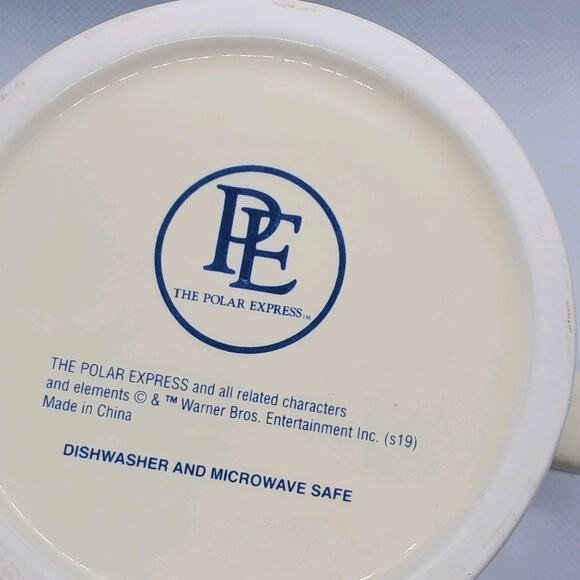 PE
THE POLAR EXPRESS™
THE POLAR EXPRESS and all related characters
and elements © & ™ Warner Bros. Entertainment Inc. (s19)
Made in China
DISHWASHER AND MICROWAVE SAFE